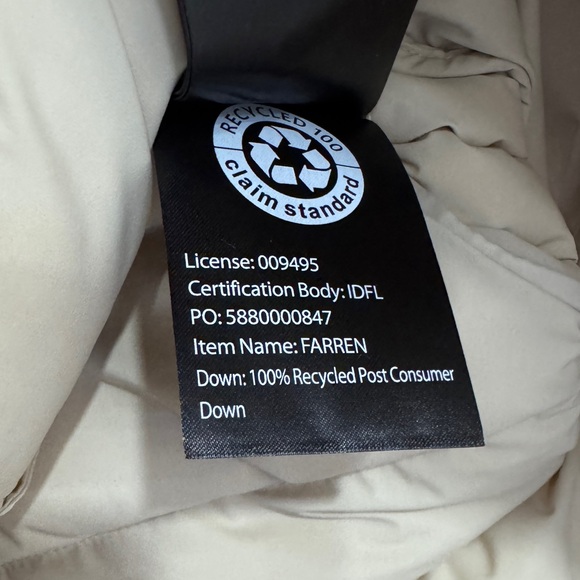 RECYCLED 100
claim standard
License: 009495
Certification Body: IDFL
PO: 5880000847
Item Name: FARREN
Down: 100% Recycled Post Consumer
Down